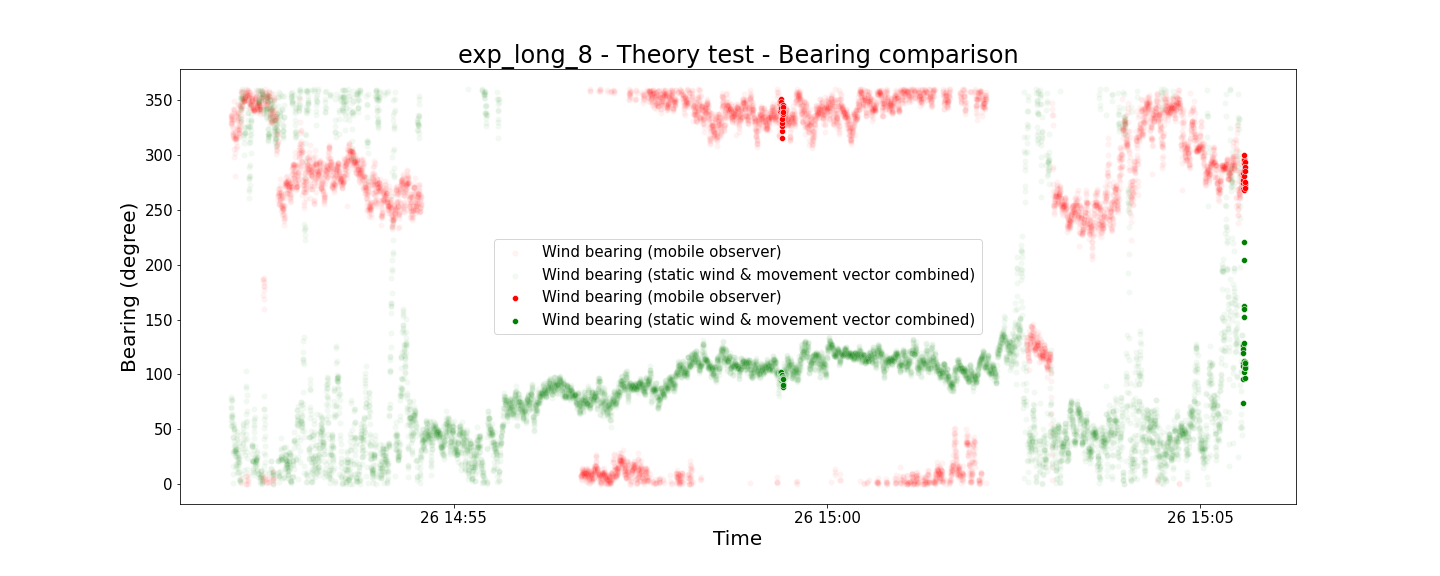 exp_long_8 - Theory test - Bearing comparison
350
300
250
200
150
100
50
0
Bearing (degree)
Wind bearing (mobile observer)
Wind bearing (static wind & movement vector combined)
Wind bearing (mobile observer)
Wind bearing (static wind & movement vector combined)
26 14:55
26 15:00
26 15:05
Time